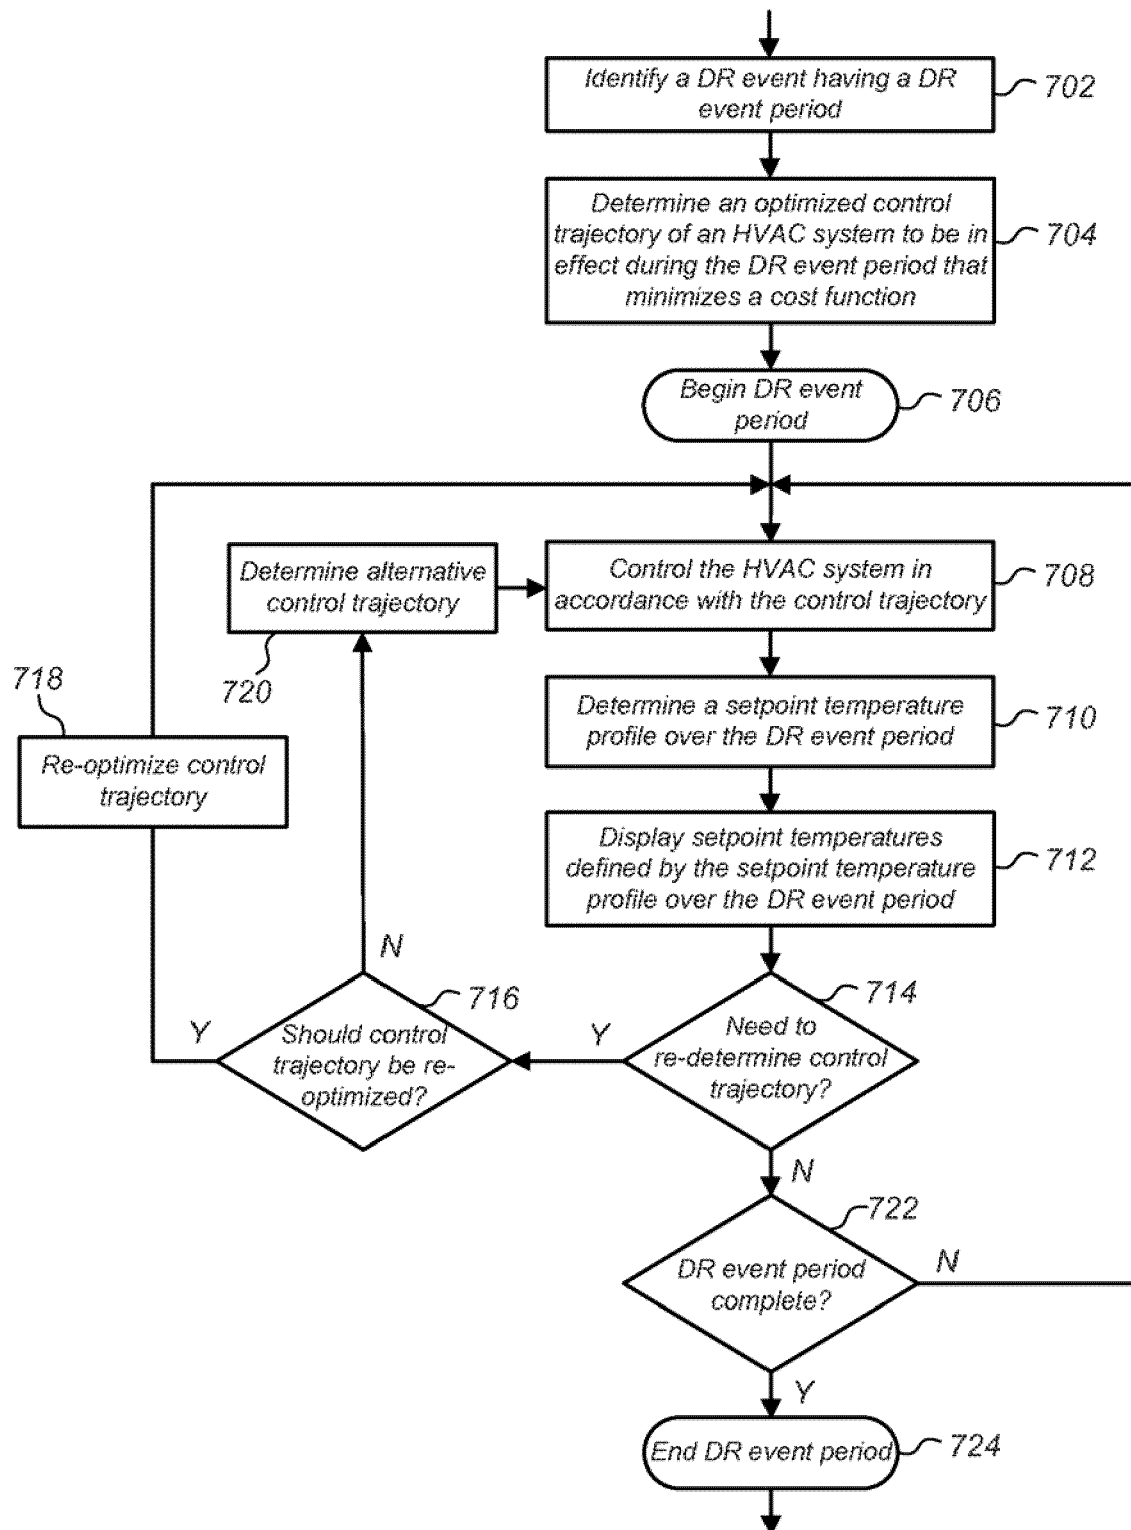 Identify a DR event having a DR
event period
702
Determine an optimized control
trajectory of an HVAC system to be in
effect during the DR event period that
minimizes a cost function
704
Begin DR event
period
706
Determine alternative
control trajectory
720
Control the HVAC system in
accordance with the control trajectory
708
718
Re-optimize control
trajectory
Determine a setpoint temperature
profile over the DR event period
710
Display setpoint temperatures
defined by the setpoint temperature
profile over the DR event period
712
N
716
Y
Should control
trajectory be re-
optimized?
Y
714
Need to
re-determine control
trajectory?
N
722
DR event period
complete?
N
Y
End DR event period
724